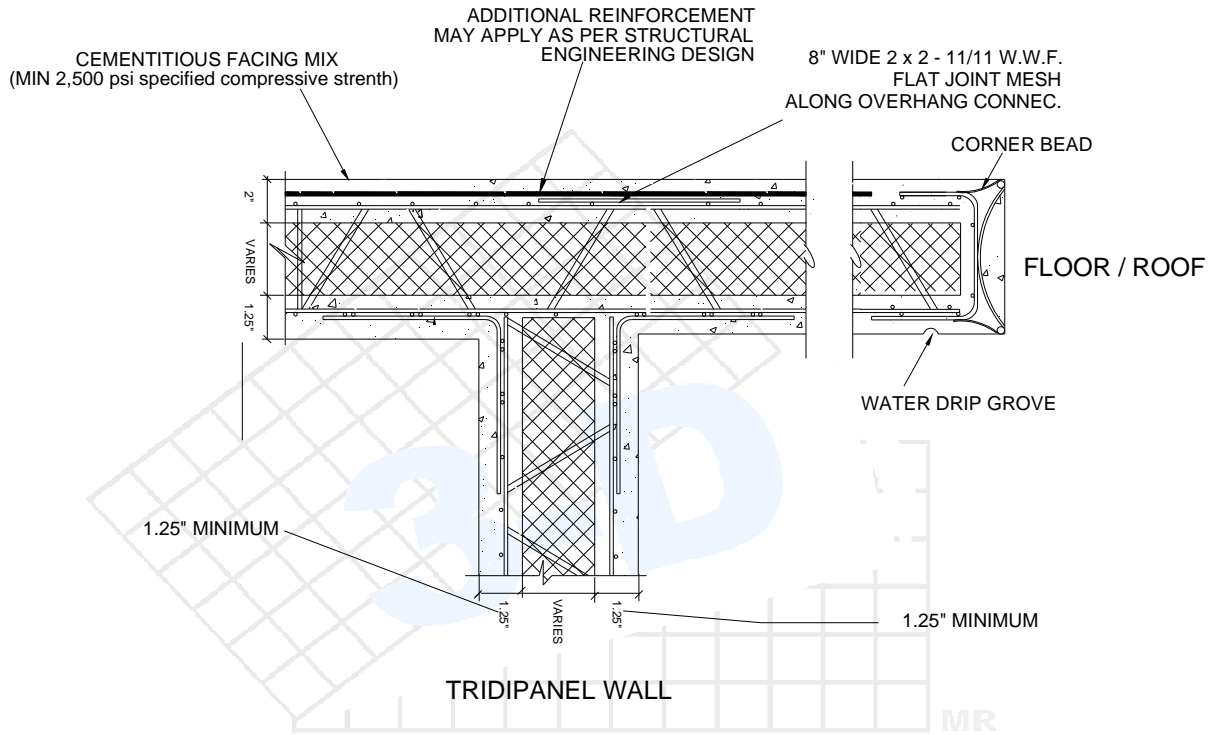 ADDITIONAL REINFORCEMENT
MAY APPLY AS PER STRUCTURAL
ENGINEERING DESIGN
CEMENTITIOUS FACING MIX
(MIN 2,500 psi specified compressive strenth)
8" WIDE 2 x 2 - 11/11 W.W.F.
FLAT JOINT MESH
ALONG OVERHANG CONNEC.
CORNER BEAD
2"
VARIES
1.25"
FLOOR / ROOF
WATER DRIP GROVE
1.25" MINIMUM
1.25"
VARIES
1.25"
1.25" MINIMUM
3-D
TRIDIPANEL WALL
MR